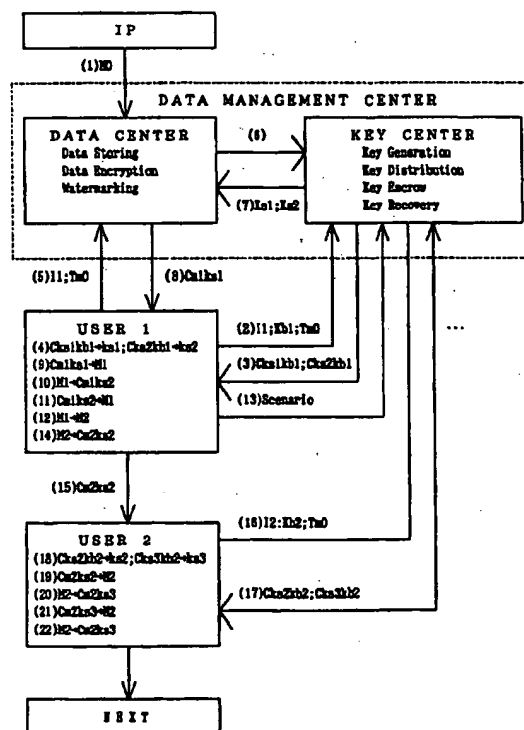 IP
(1)M0
DATA MANAGEMENT CENTER
DATA CENTER
Data Storing
Data Encryption
Watermarking
(6)
(7)Ks1;Ks2
KEY CENTER
Key Generation
Key Distribution
Key Escrow
Key Recovery
(5)I1;Tm0
(8)Cm1ks1
USER 1
(4)Cks1kb1→ks1;Cks2kb1→ks2
(9)Cm1ks1→M1
(10)M1→Cm1ks2
(11)Cm1ks2→M1
(12)M1→M2
(14)M2→Cm2ks2
(2)I1;Kb1;Tm0
(3)Cks1kb1;Cks2kb1
(13)Scenario
...
(15)Cm2ks2
USER 2
(18)Cks2kb2→ks2;Cks3kb2→ks3
(19)Cm2ks2→M2
(20)M2→Cm2ks3
(21)Cm2ks3→M2
(22)M2→Cm2ks3
(16)I2:Kb2;Tm0
(17)Cks2kb2;Cks3kb2
NEXT